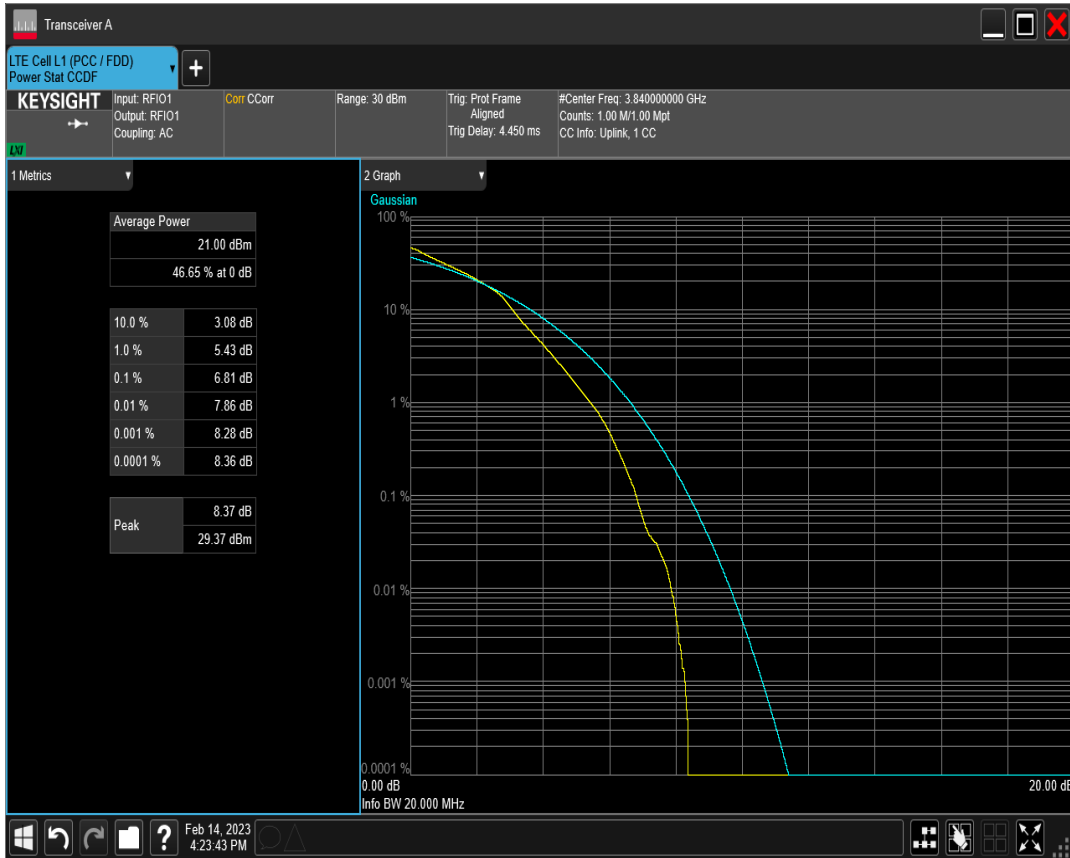 Transceiver A
LTE Cell L1 (PCC / FDD)
Power Stat CCDF
KEYSIGHT
LXI
Input: RFIO1
Output: RFIO1
Coupling: AC
Corr CCorr
Range: 30 dBm
Trig: Prot Frame
Aligned
Trig Delay: 4.450 ms
#Center Freq: 3.840000000 GHz
Counts: 1.00 M/1.00 Mpt
CC Info: Uplink, 1 CC
1 Metrics
Average Power
21.00 dBm
46.65 % at 0 dB
10.0 % 3.08 dB
1.0 % 5.43 dB
0.1 % 6.81 dB
0.01 % 7.86 dB
0.001 % 8.28 dB
0.0001 % 8.36 dB
Peak
8.37 dB
29.37 dBm
2 Graph
Gaussian
100 %
10 %
1 %
0.1 %
0.01 %
0.001 %
0.0001 %
0.00 dB
20.00 dB
Info BW 20.000 MHz
?
Feb 14, 2023
4:23:43 PM